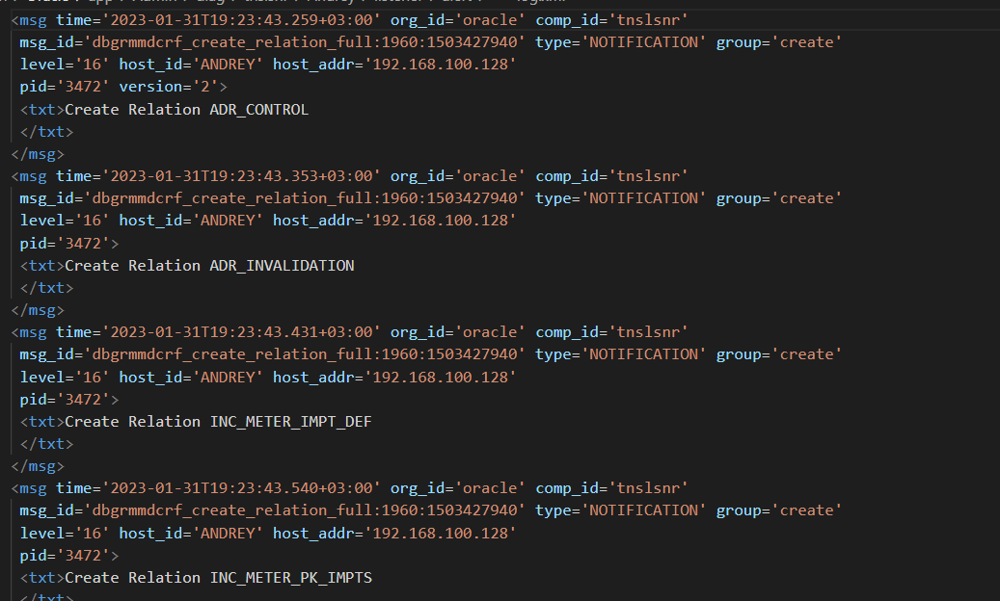 <msg time='2023-01-31T19:23:43.259+03:00' org_id='oracle' comp_id='tnslsnr'
msg_id='dbgrmmdcrf_create_relation_full:1960:1503427940' type='NOTIFICATION' group='create'
level='16' host_id='ANDREY' host_addr='192.168.100.128'
pid='3472' version='2'>
<txt>Create Relation ADR_CONTROL
</txt>
</msg>
<msg time='2023-01-31T19:23:43.353+03:00' org_id='oracle' comp_id='tnslsnr'
msg_id='dbgrmmdcrf_create_relation_full:1960:1503427940' type='NOTIFICATION' group='create'
level='16' host_id='ANDREY' host_addr='192.168.100.128'
pid='3472'>
<txt>Create Relation ADR_INVALIDATION
</txt>
</msg>
<msg time='2023-01-31T19:23:43.431+03:00' org_id='oracle' comp_id='tnslsnr'
msg_id='dbgrmmdcrf_create_relation_full:1960:1503427940' type='NOTIFICATION' group='create'
level='16' host_id='ANDREY' host_addr='192.168.100.128'
pid='3472'>
<txt>Create Relation INC_METER_IMPT_DEF
</txt>
</msg>
<msg time='2023-01-31T19:23:43.540+03:00' org_id='oracle' comp_id='tnslsnr'
msg_id='dbgrmmdcrf_create_relation_full:1960:1503427940' type='NOTIFICATION' group='create'
level='16' host_id='ANDREY' host_addr='192.168.100.128'
pid='3472'>
<txt>Create Relation INC_METER_PK_IMPTS
</txt>